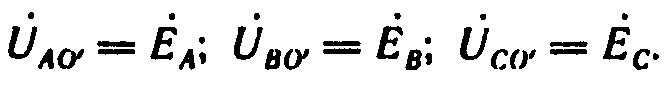 U̇_AO′ = Ė_A; U̇_BO′ = Ė_B; U̇_CO′ = Ė_C.